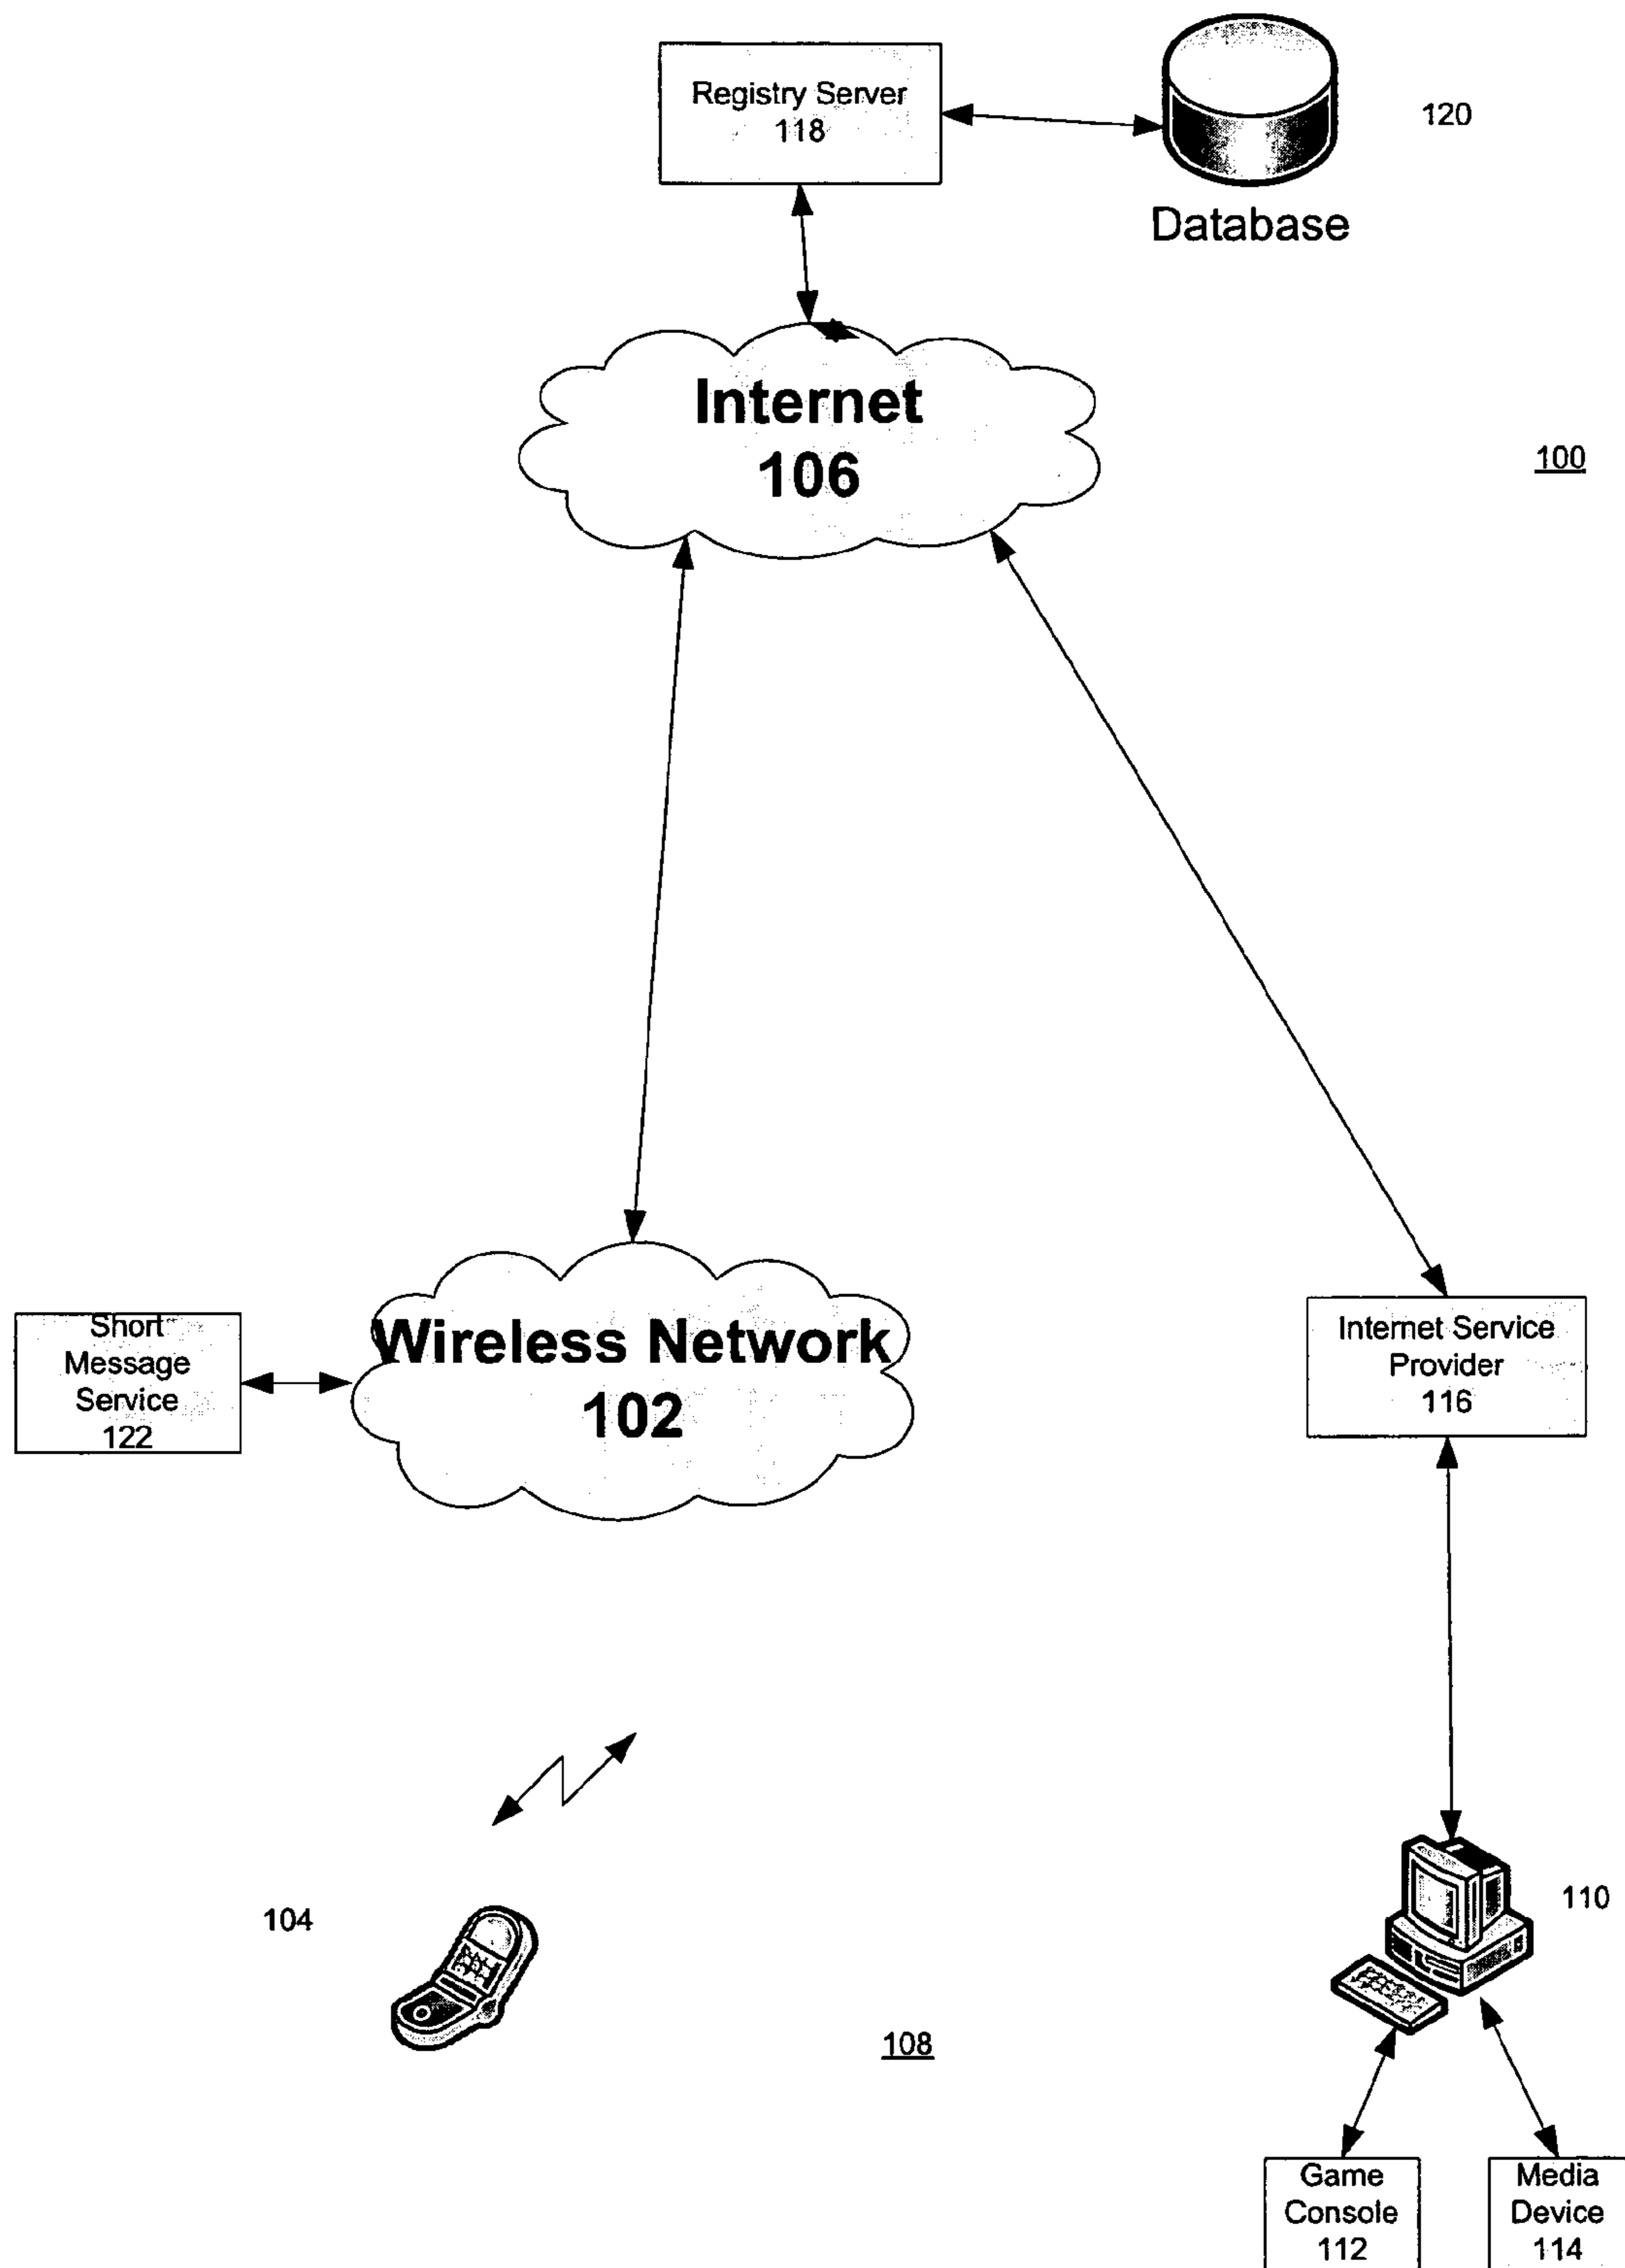 Registry Server
118
120
Database
Internet
106
100
Wireless Network
102
Short
Message
Service
122
Internet Service
Provider
116
104
110
108
Game
Console
112
Media
Device
114